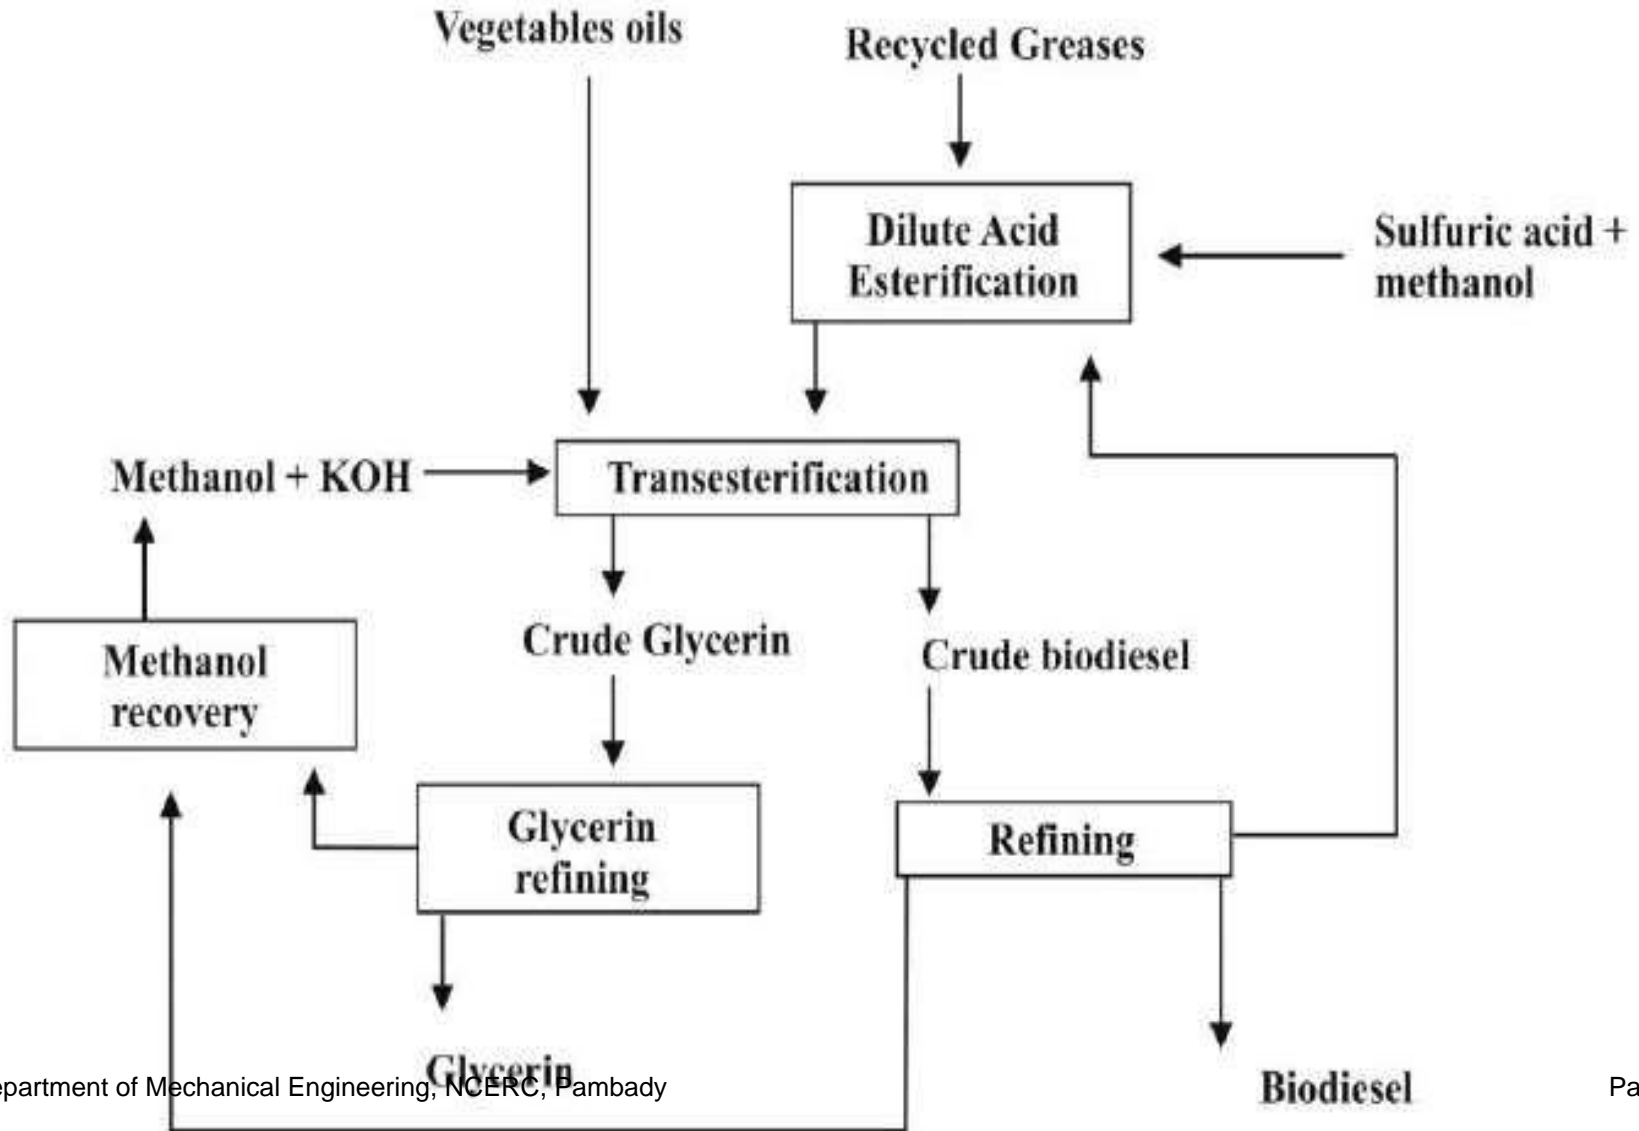 Vegetables oils
Recycled Greases
Dilute Acid
Esterification
Sulfuric acid +
methanol
Methanol + KOH
Transesterification
Crude Glycerin
Crude biodiesel
Methanol
recovery
Glycerin
refining
Refining
Glycerin
epartment of Mechanical Engineering, NCERC, Pambady
Biodiesel
Pa